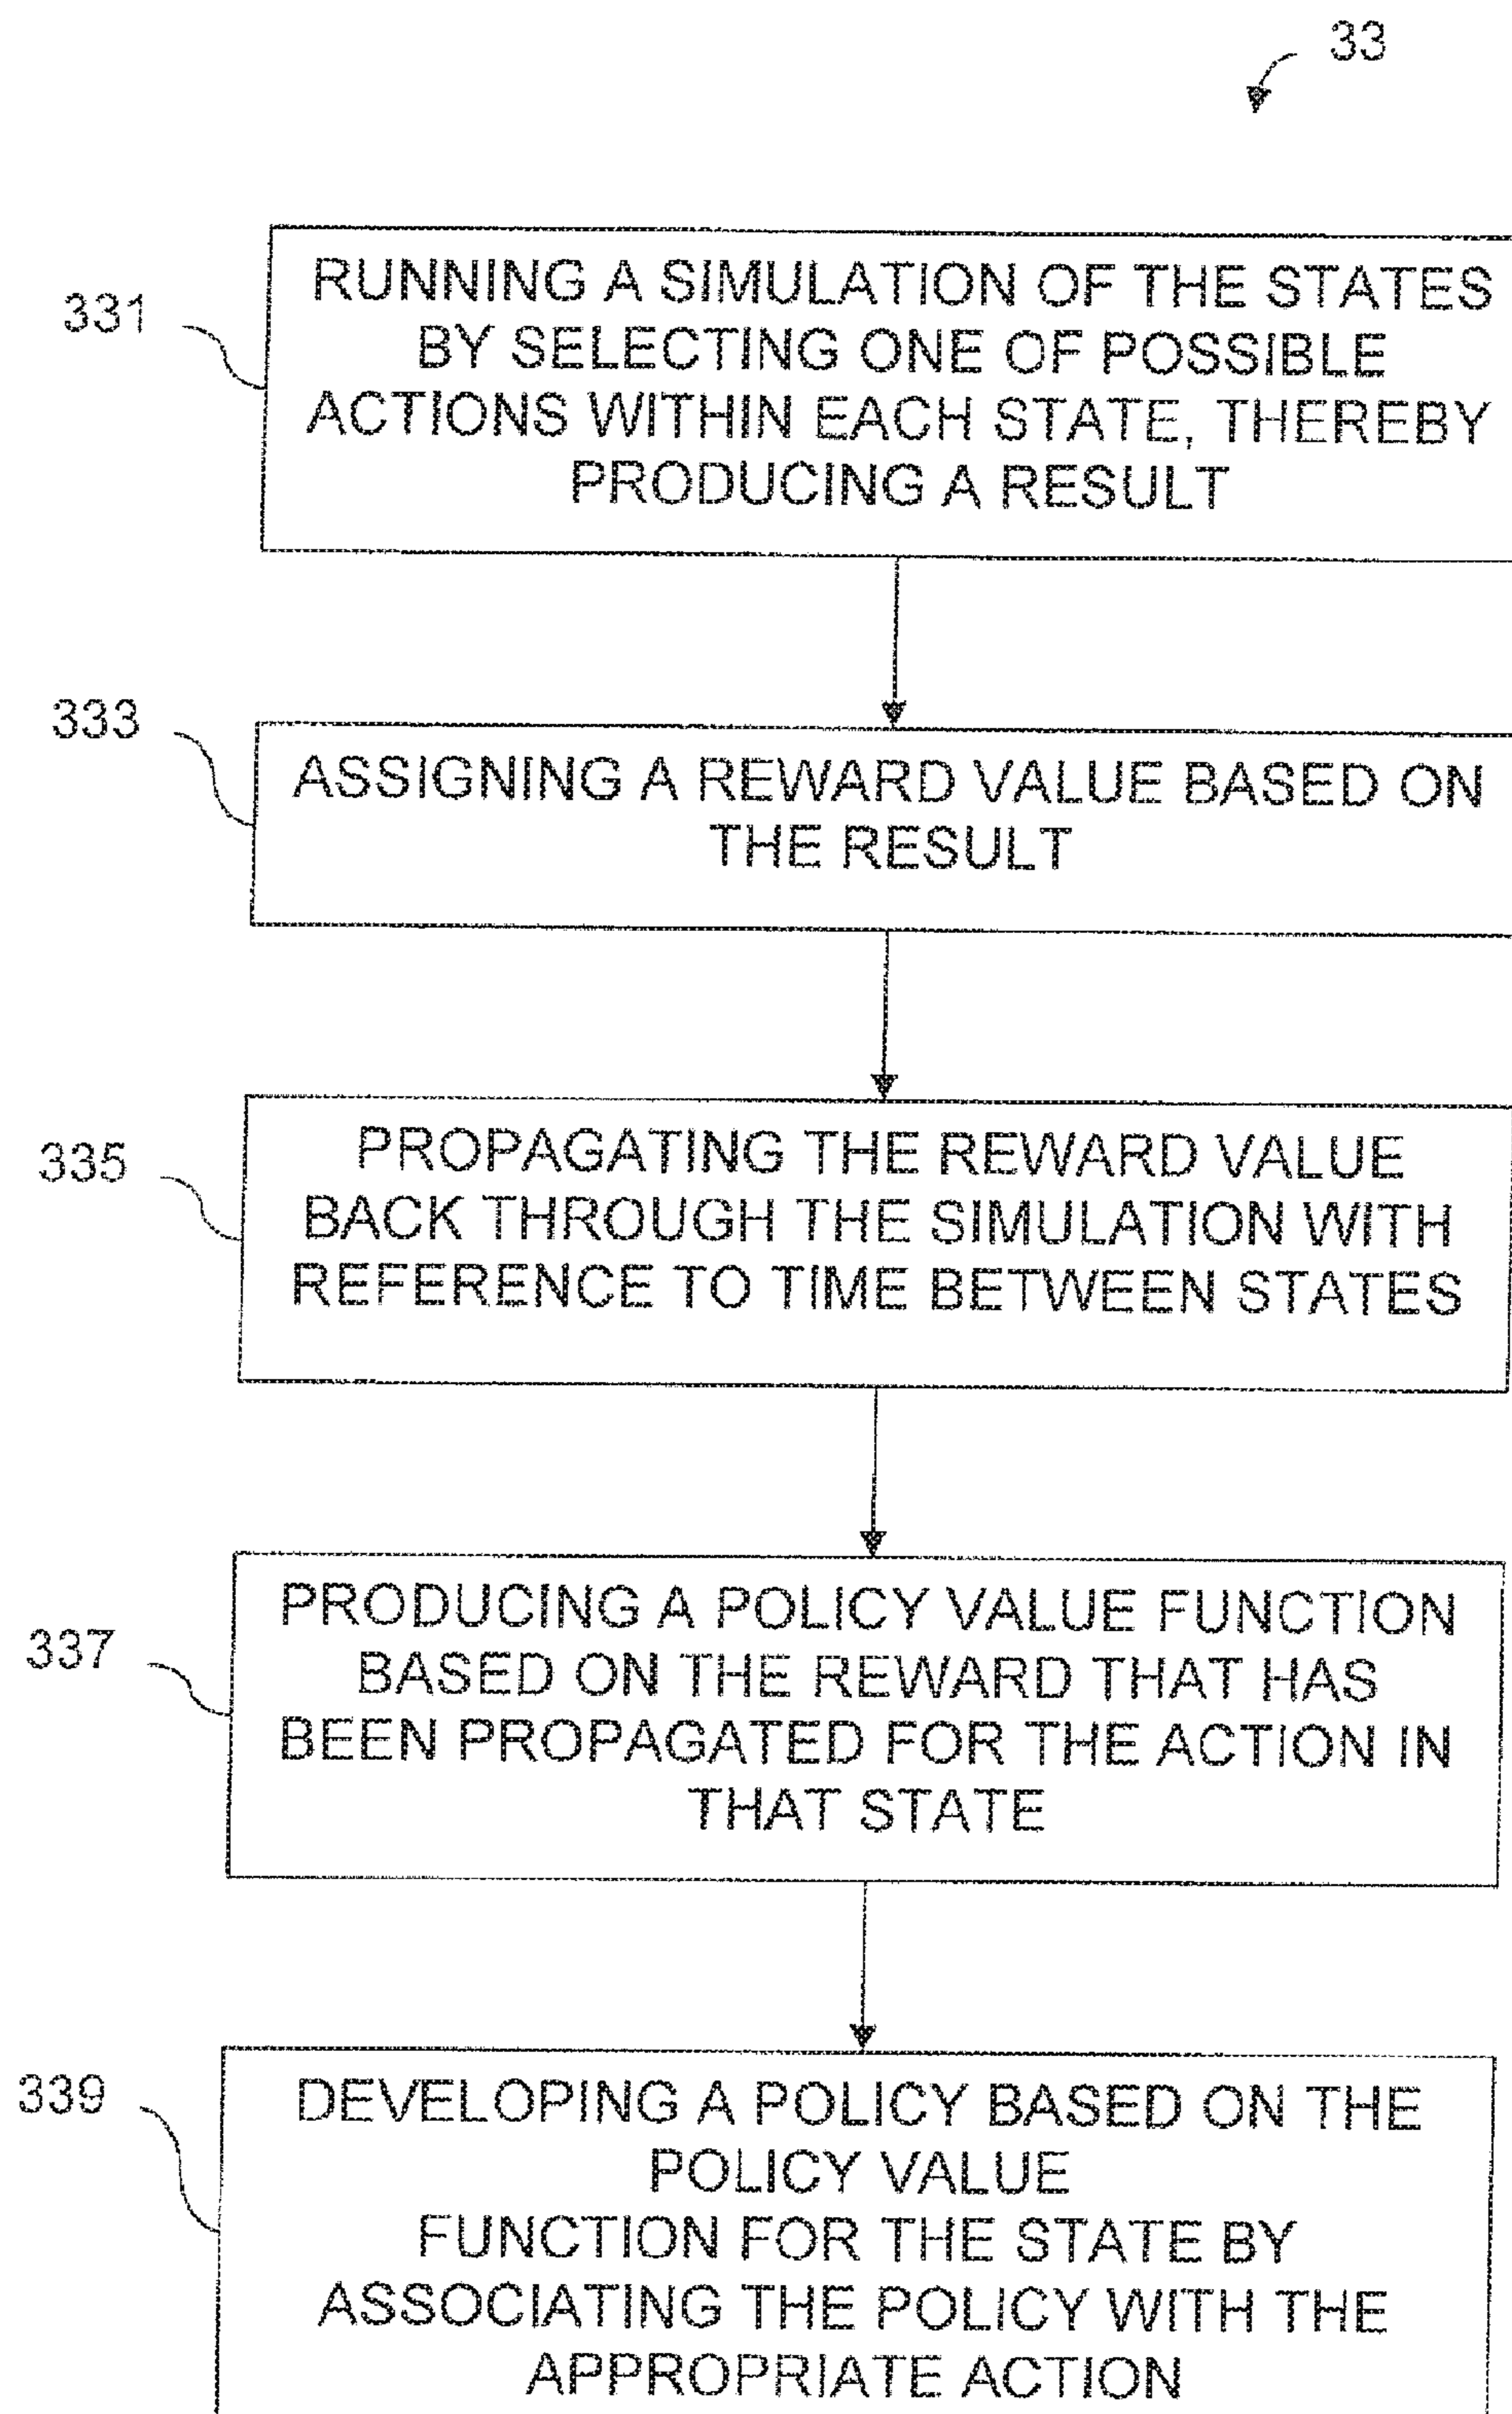 33
331
RUNNING A SIMULATION OF THE STATES
BY SELECTING ONE OF POSSIBLE
ACTIONS WITHIN EACH STATE, THEREBY
PRODUCING A RESULT
333
ASSIGNING A REWARD VALUE BASED ON
THE RESULT
335
PROPAGATING THE REWARD VALUE
BACK THROUGH THE SIMULATION WITH
REFERENCE TO TIME BETWEEN STATES
337
PRODUCING A POLICY VALUE FUNCTION
BASED ON THE REWARD THAT HAS
BEEN PROPAGATED FOR THE ACTION IN
THAT STATE
339
DEVELOPING A POLICY BASED ON THE
POLICY VALUE
FUNCTION FOR THE STATE BY
ASSOCIATING THE POLICY WITH THE
APPROPRIATE ACTION